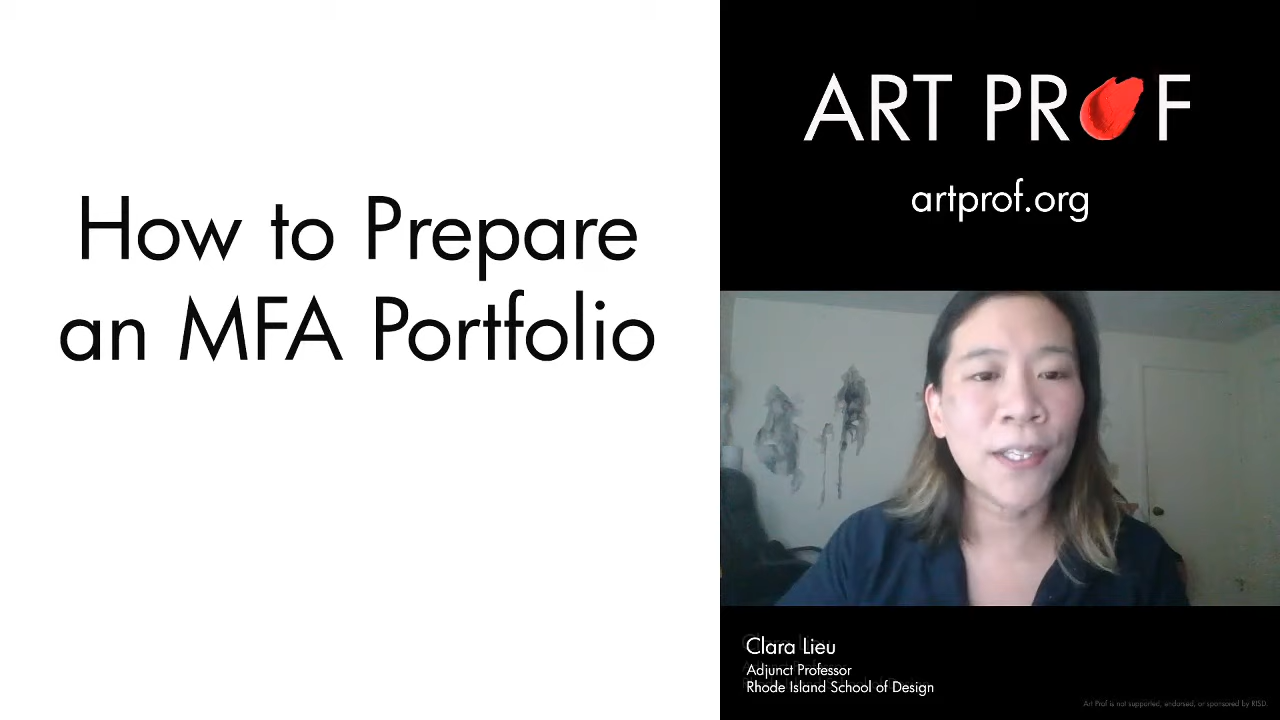 How to Prepare
an MFA Portfolio
ART PROF
artprof.org
Clara Lieu
Adjunct Professor
Rhode Island School of Design
Art Prof is not supported, endorsed, or sponsored by RISD.